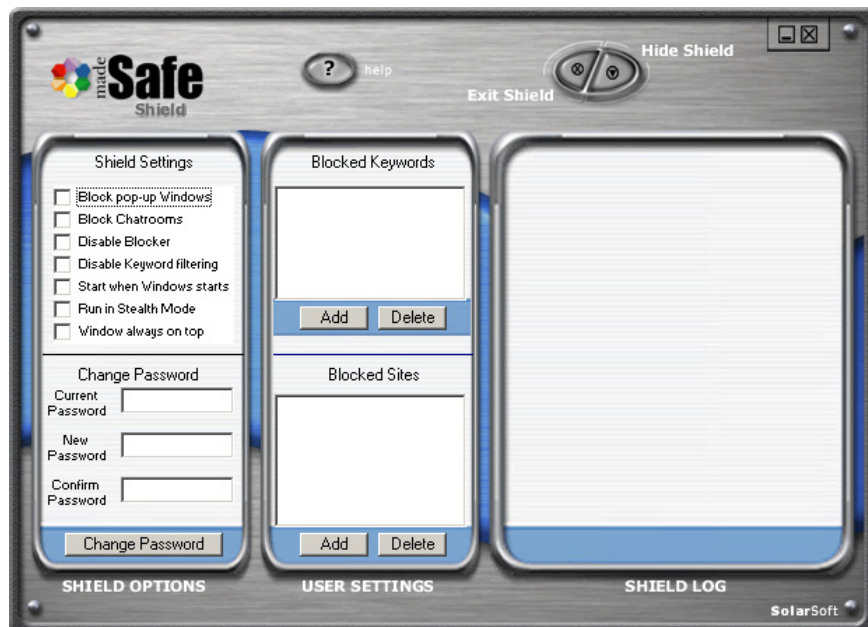 made
Safe
Shield
?
help
Hide Shield
Exit Shield
Shield Settings
Block pop-up Windows
Block Chatrooms
Disable Blocker
Disable Keyword filtering
Start when Windows starts
Run in Stealth Mode
Window always on top
Change Password
Current Password
New Password
Confirm Password
Change Password
SHIELD OPTIONS
Blocked Keywords
Add Delete
Blocked Sites
Add Delete
USER SETTINGS
SHIELD LOG
SolarSoft